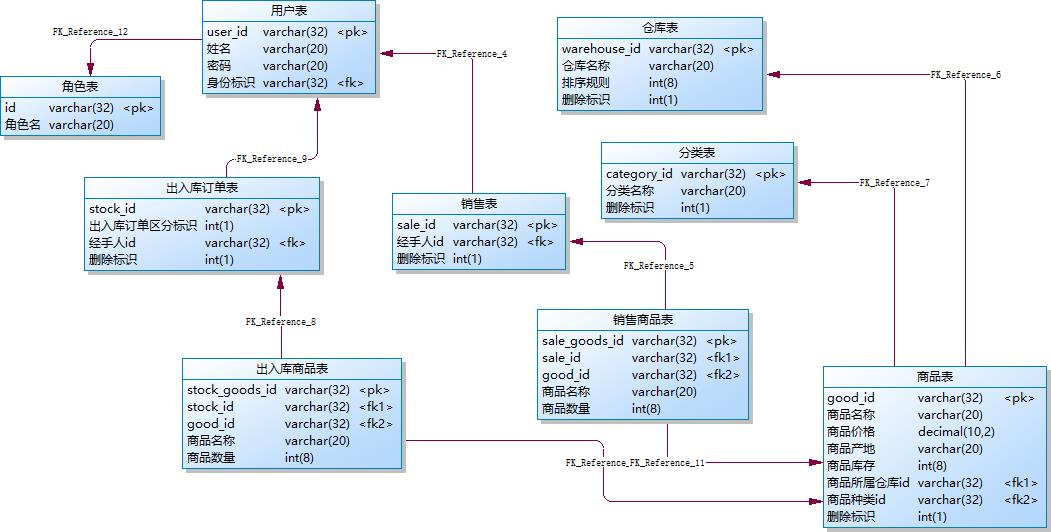 用户表
user_id varchar(32) <pk>
姓名 varchar(20)
密码 varchar(20)
身份标识 varchar(32) <fk>
FK_Reference_12
角色表
id varchar(32) <pk>
角色名 varchar(20)
FK_Reference_4
仓库表
warehouse_id varchar(32) <pk>
仓库名称 varchar(20)
排序规则 int(8)
删除标识 int(1)
FK_Reference_6
FK_Reference_9
分类表
category_id varchar(32) <pk>
分类名称 varchar(20)
删除标识 int(1)
FK_Reference_7
出入库订单表
stock_id varchar(32) <pk>
出入库订单区分标识 int(1)
经手人id varchar(32) <fk>
删除标识 int(1)
销售表
sale_id varchar(32) <pk>
经手人id varchar(32) <fk>
删除标识 int(1)
FK_Reference_5
FK_Reference_8
销售商品表
sale_goods_id varchar(32) <pk>
sale_id varchar(32) <fk1>
good_id varchar(32) <fk2>
商品名称 varchar(20)
商品数量 int(8)
出入库商品表
stock_goods_id varchar(32) <pk>
stock_id varchar(32) <fk1>
good_id varchar(32) <fk2>
商品名称 varchar(20)
商品数量 int(8)
FK_Reference_FK_Reference_11
商品表
good_id varchar(32) <pk>
商品名称 varchar(20)
商品价格 decimal(10,2)
商品产地 varchar(20)
商品库存 int(8)
商品所属仓库id varchar(32) <fk1>
商品种类id varchar(32) <fk2>
删除标识 int(1)